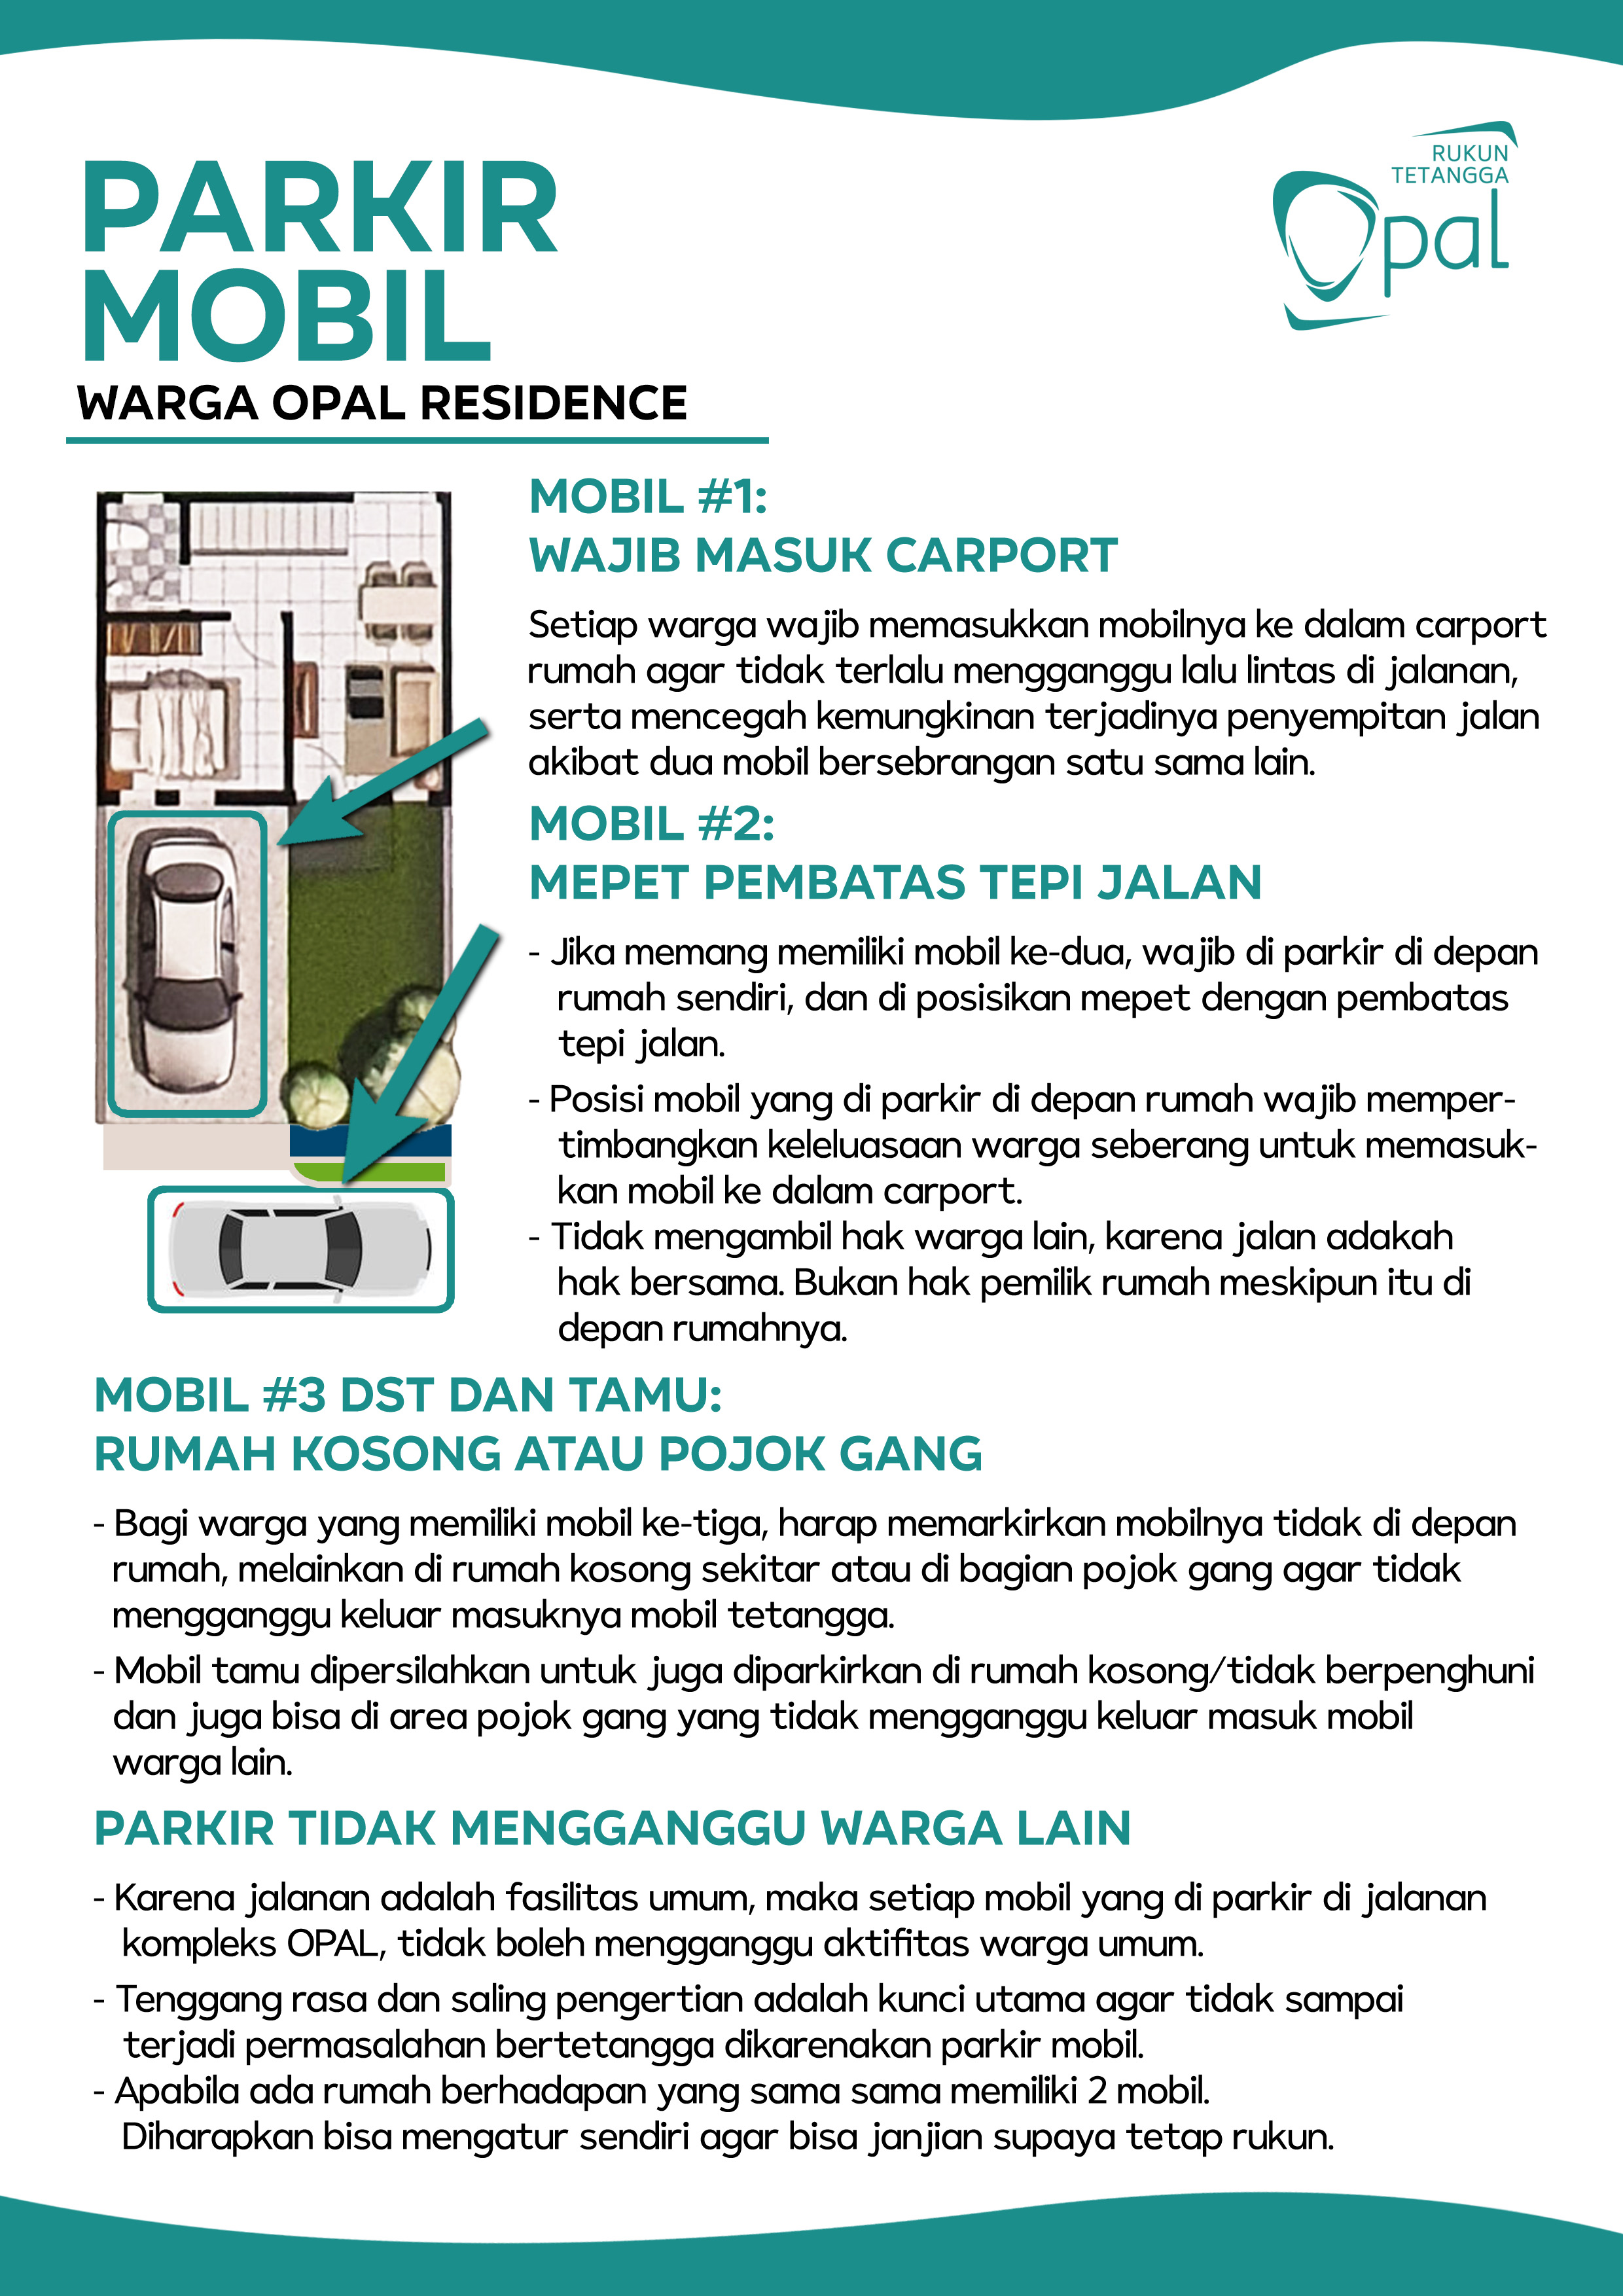 PARKIR
MOBIL
WARGA OPAL RESIDENCE
RUKUN
TETANGGA
Opal
MOBIL #1:
WAJIB MASUK CARPORT
Setiap warga wajib memasukkan mobilnya ke dalam carport
rumah agar tidak terlalu mengganggu lalu lintas di jalanan,
serta mencegah kemungkinan terjadinya penyempitan jalan
akibat dua mobil bersebrangan satu sama lain.
MOBIL #2:
MEPET PEMBATAS TEPI JALAN
- Jika memang memiliki mobil ke-dua, wajib di parkir di depan
rumah sendiri, dan di posisikan mepet dengan pembatas
tepi jalan.
- Posisi mobil yang di parkir di depan rumah wajib memper-
timbangkan keleluasaan warga seberang untuk memasuk-
kan mobil ke dalam carport.
- Tidak mengambil hak warga lain, karena jalan adakah
hak bersama. Bukan hak pemilik rumah meskipun itu di
depan rumahnya.
MOBIL #3 DST DAN TAMU:
RUMAH KOSONG ATAU POJOK GANG
- Bagi warga yang memiliki mobil ke-tiga, harap memarkirkan mobilnya tidak di depan
rumah, melainkan di rumah kosong sekitar atau di bagian pojok gang agar tidak
mengganggu keluar masuknya mobil tetangga.
- Mobil tamu dipersilahkan untuk juga diparkirkan di rumah kosong/tidak berpenghuni
dan juga bisa di area pojok gang yang tidak mengganggu keluar masuk mobil
warga lain.
PARKIR TIDAK MENGGANGGU WARGA LAIN
- Karena jalanan adalah fasilitas umum, maka setiap mobil yang di parkir di jalanan
kompleks OPAL, tidak boleh mengganggu aktifitas warga umum.
- Tenggang rasa dan saling pengertian adalah kunci utama agar tidak sampai
terjadi permasalahan bertetangga dikarenakan parkir mobil.
- Apabila ada rumah berhadapan yang sama sama memiliki 2 mobil.
Diharapkan bisa mengatur sendiri agar bisa janjian supaya tetap rukun.